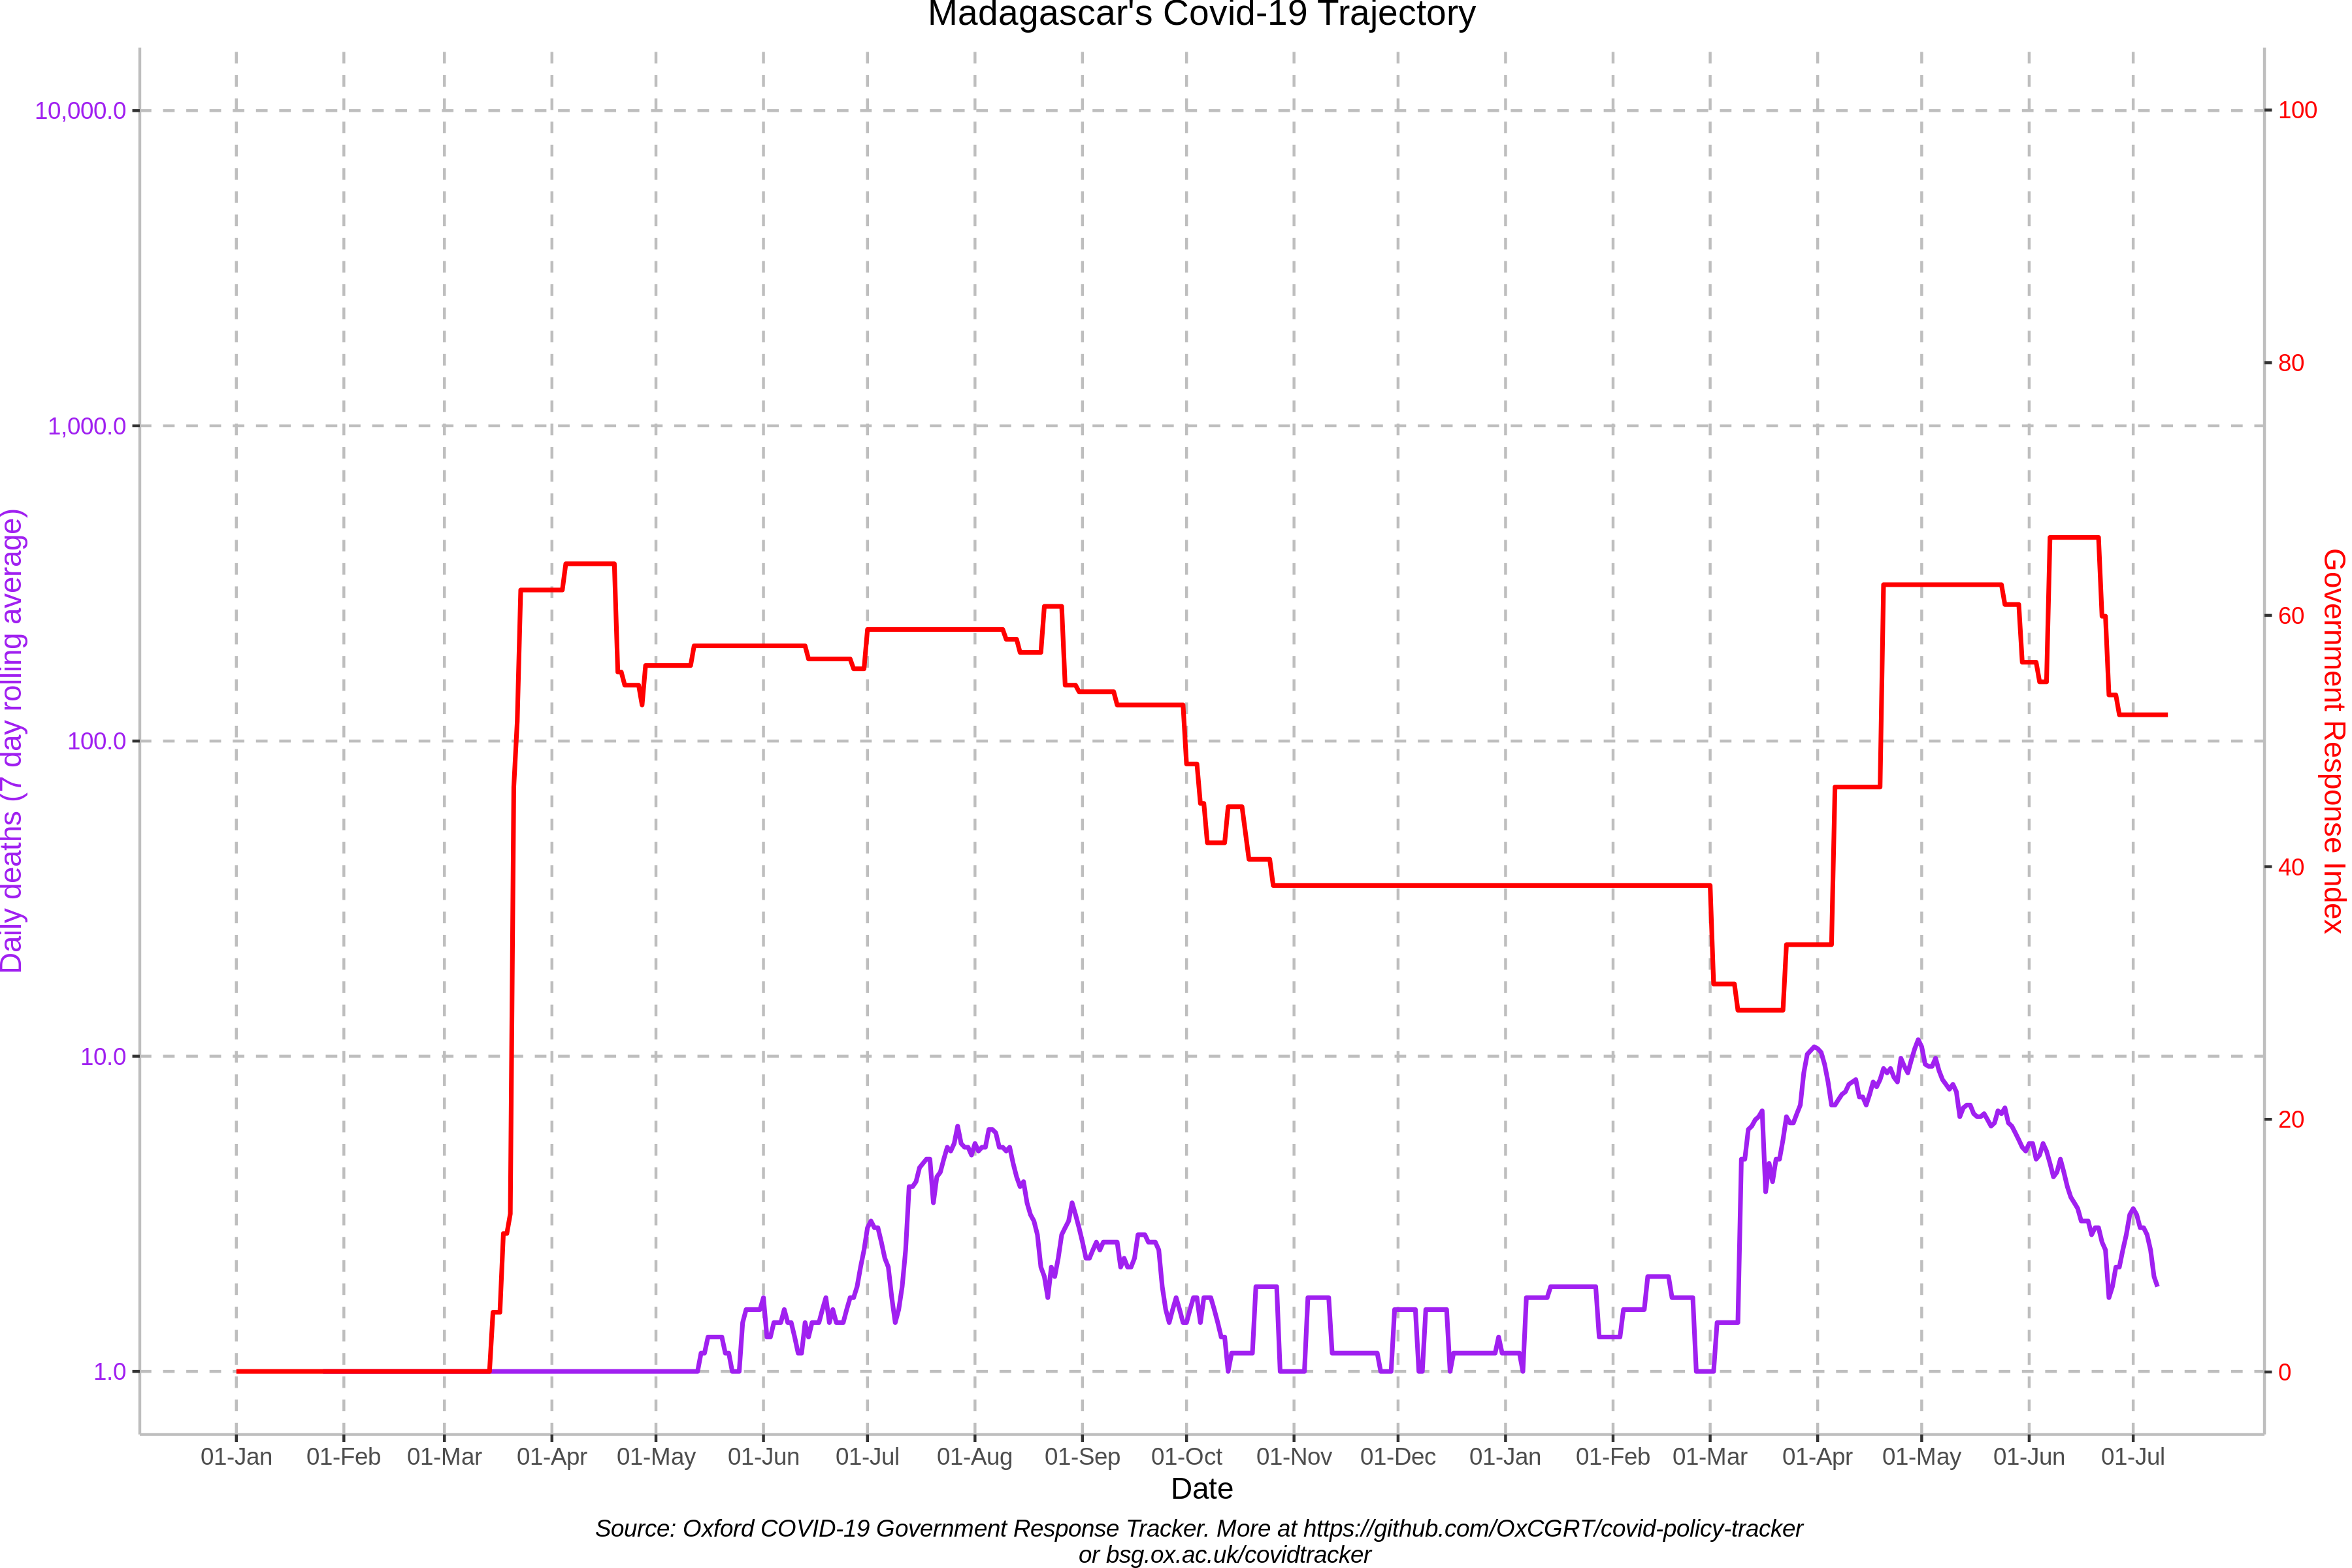 Madagascar's Covid-19 Trajectory
10,000.0
1,000.0
100.0
10.0
1.0
Daily deaths (7 day rolling average)
100
80
60
40
20
0
Government Response Index
01-Jan 01-Feb 01-Mar 01-Apr 01-May 01-Jun 01-Jul 01-Aug 01-Sep 01-Oct 01-Nov 01-Dec 01-Jan 01-Feb 01-Mar 01-Apr 01-May 01-Jun 01-Jul
Date
Source: Oxford COVID-19 Government Response Tracker. More at https://github.com/OxCGRT/covid-policy-tracker
or bsg.ox.ac.uk/covidtracker